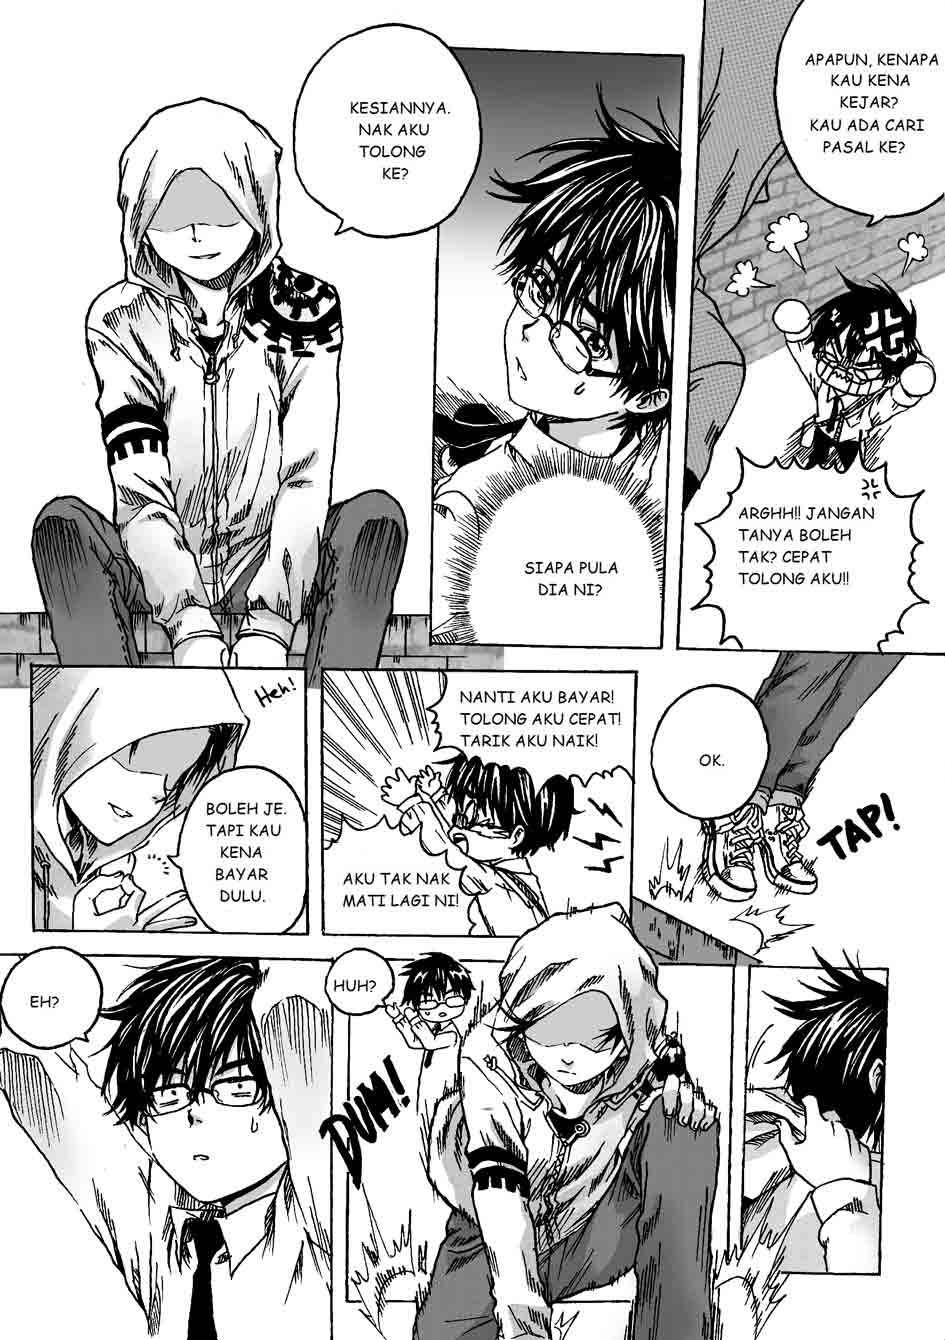 KESIANNYA.
NAK AKU
TOLONG
KE?
SIAPA PULA
DIA NI?
APAPUN, KENAPA
KAU KENA
KEJAR?
KAU ADA CARI
PASAL KE?
ARGHH!! JANGAN
TANYA BOLEH
TAK? CEPAT
TOLONG AKU!!
Heh!
BOLEH JE.
TAPI KAU
KENA
BAYAR
DULU.
NANTI AKU BAYAR!
TOLONG AKU CEPAT!
TARIK AKU NAIK!
AKU TAK NAK
MATI LAGI NI!
OK.
TAP!
EH?
HUH?
DUM!